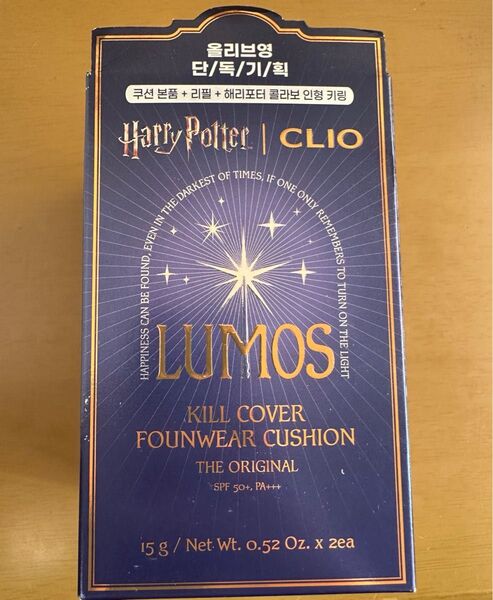 올리브영
단/독/기/획
쿠션 본품 + 리필 + 해리포터 콜라보 인형 키링
Harry Potter | CLIO
HAPPINESS CAN BE FOUND, EVEN IN THE DARKEST OF TIMES, IF ONE ONLY REMEMBERS TO TURN ON THE LIGHT
LUMOS
KILL COVER
FOUNWEAR CUSHION
THE ORIGINAL
SPF 50+, PA+++
15 g / Net Wt. 0.52 Oz. x 2ea